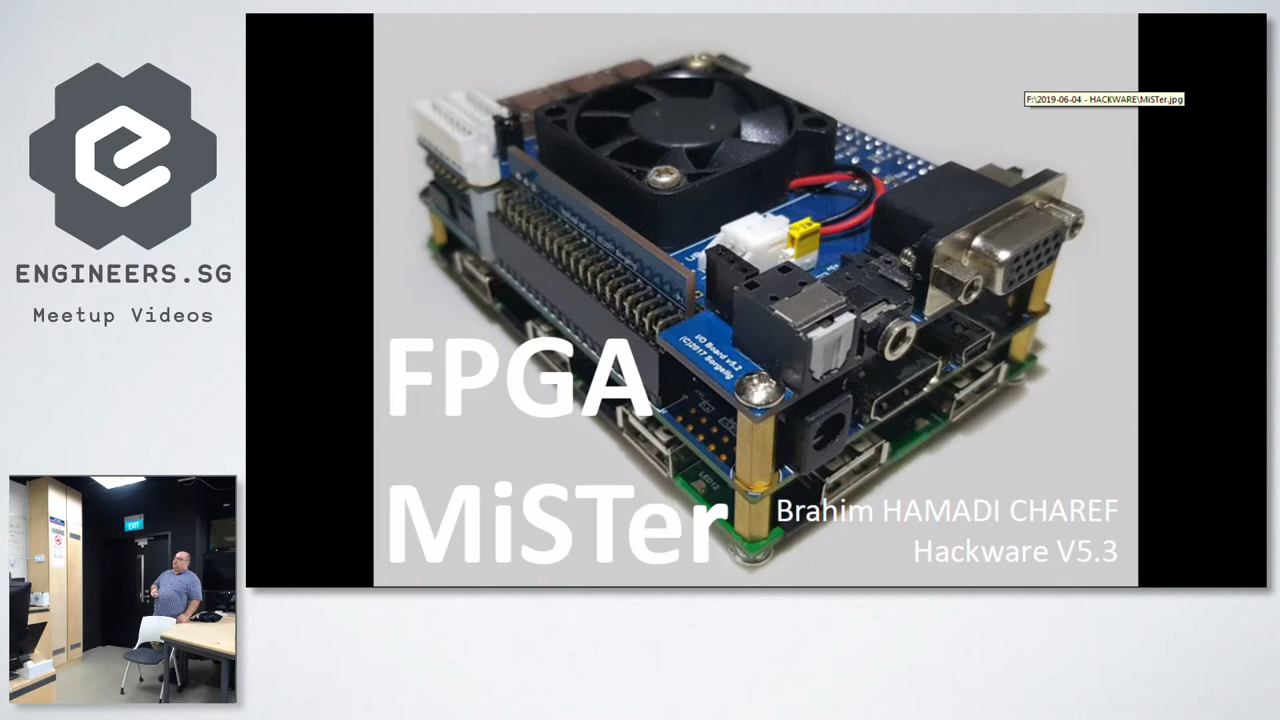 ENGINEERS.SG
Meetup Videos
F:\2019-06-04 - HACKWARE\MiSTer.jpg
I/O Board v5.2
(C)2017 Sorgelig
FPGA
MiSTer
Brahim HAMADI CHAREF
Hackware V5.3
LED12
EXIT